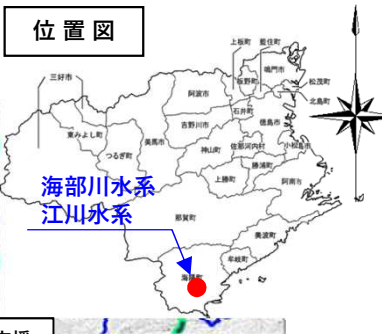 位置図
上板町 藍住町
三好市
鳴門市
板野町
松茂町
阿波市
北島町
石井町
東みよし町
吉野川市
徳島市
美馬市
つるぎ町
佐那河内村
小松島市
神山町
勝浦町
上勝町
阿南市
海部川水系
江川水系
那賀町
美波町
牟岐町
海陽町